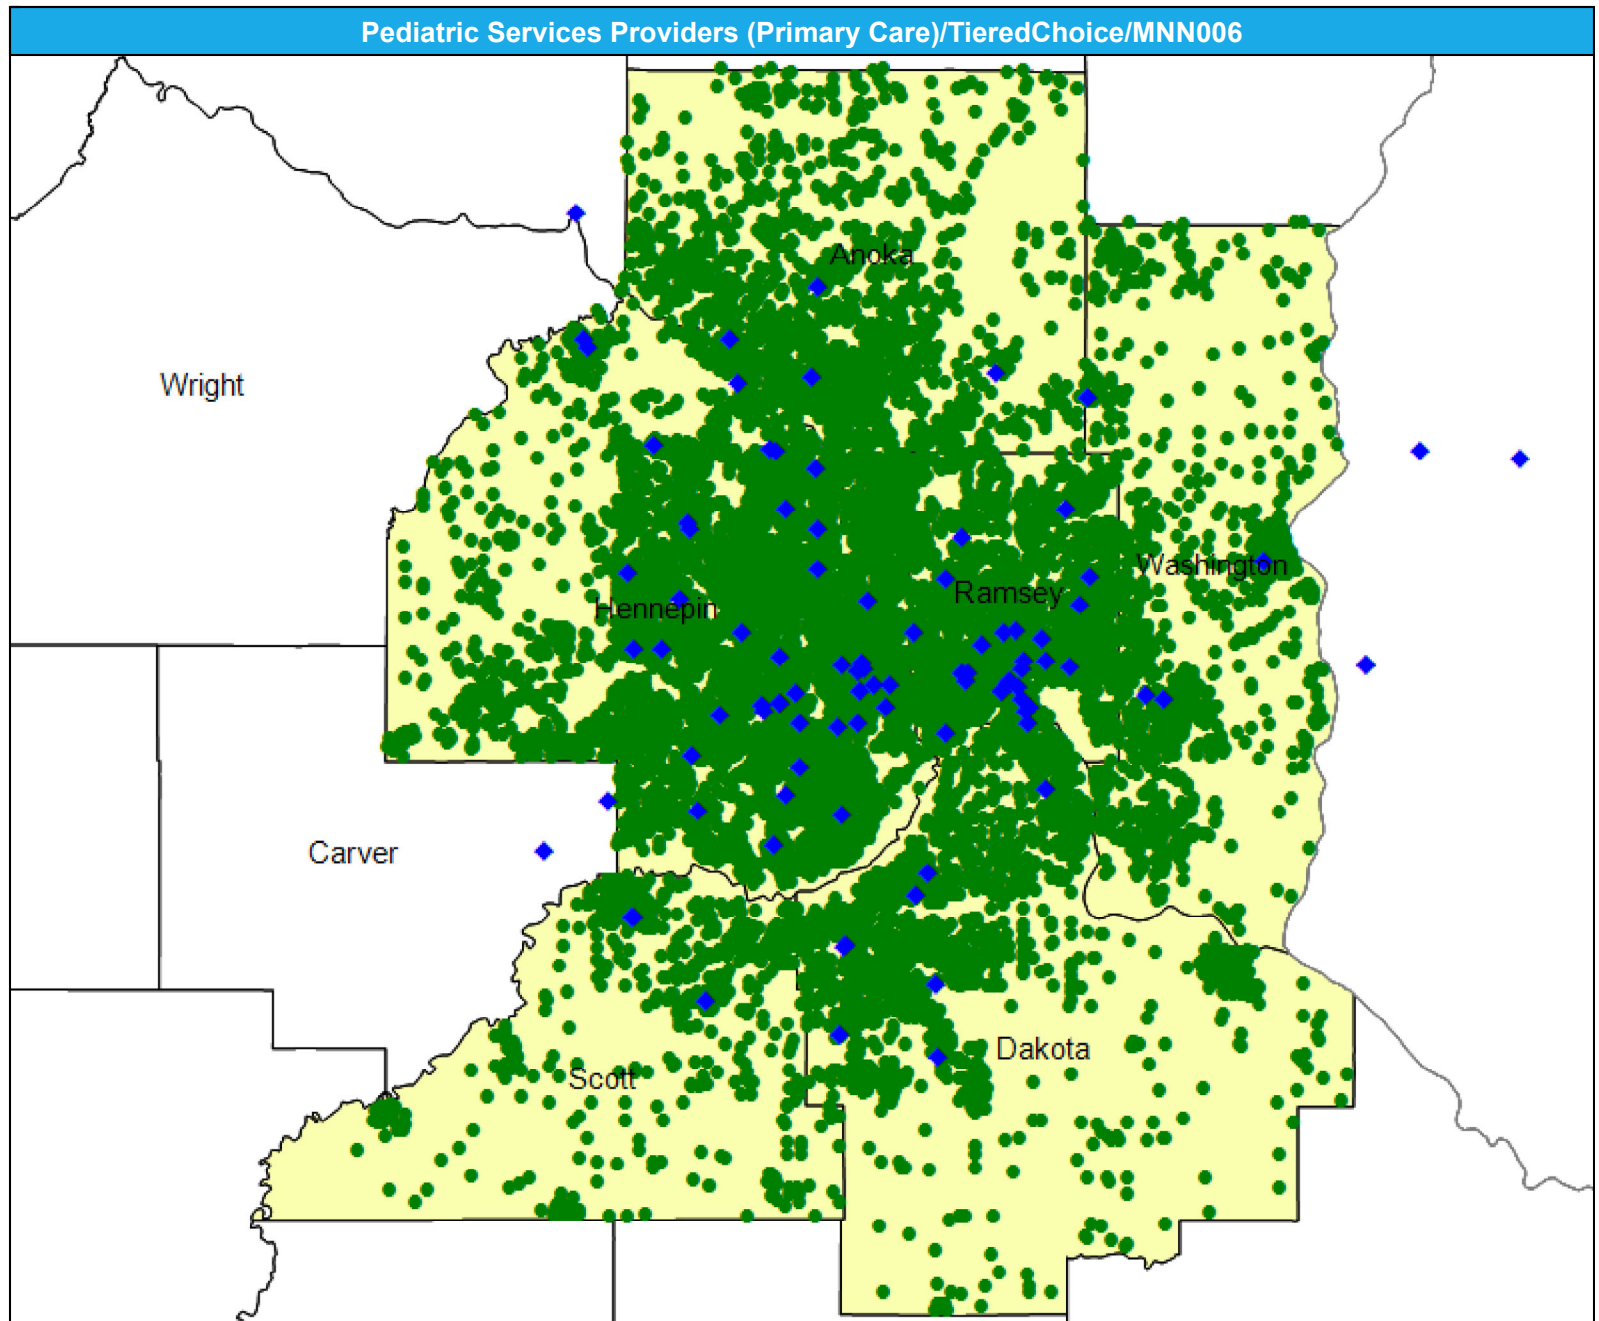 Pediatric Services Providers (Primary Care)/TieredChoice/MNN006
Anoka
Wright
Washington
Ramsey
Hennepin
Carver
Dakota
Scott